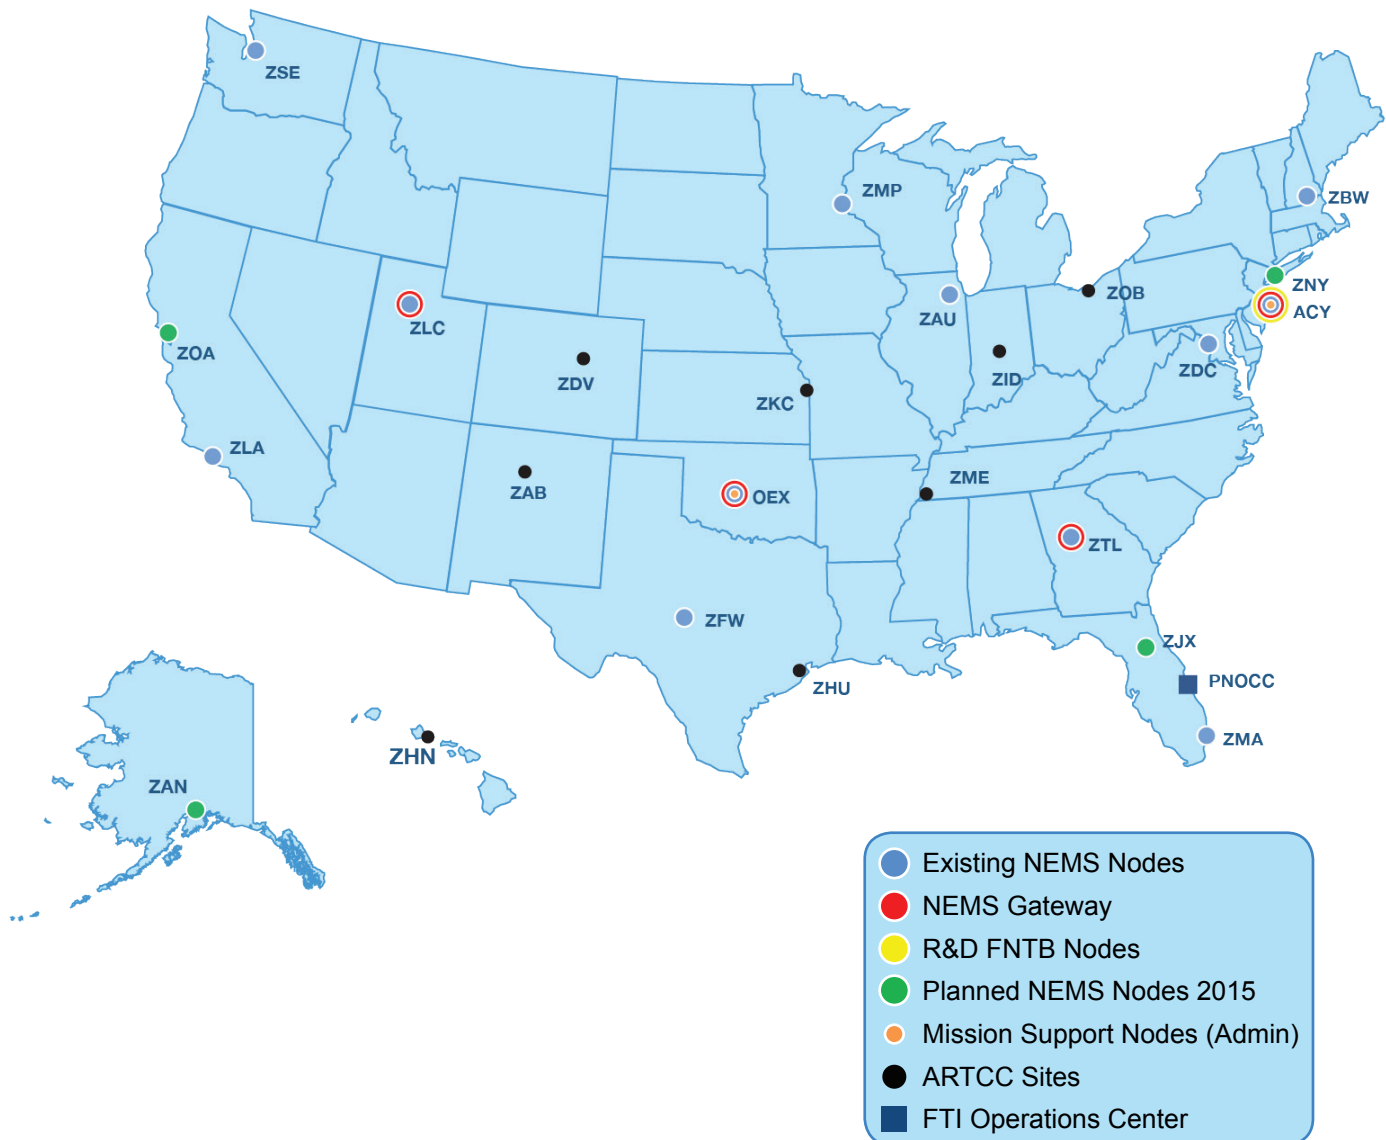 ZSE
ZMP
ZBW
ZNY
ACY
ZOB
ZAU
ZLC
ZOA
ZDC
ZID
ZDV
ZKC
ZLA
ZME
ZAB
OEX
ZTL
ZFW
ZJX
PNOCC
ZHU
ZMA
ZHN
ZAN
Existing NEMS Nodes
NEMS Gateway
R&D FNTB Nodes
Planned NEMS Nodes 2015
Mission Support Nodes (Admin)
ARTCC Sites
FTI Operations Center